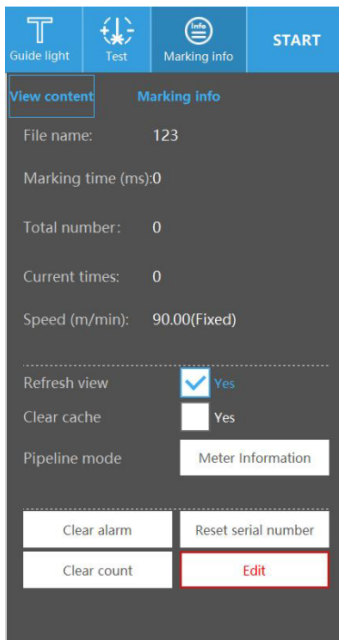 Info
Guide light Test Marking info START
View content Marking info
File name: 123
Marking time (ms):0
Total number: 0
Current times: 0
Speed (m/min): 90.00(Fixed)
Refresh view Yes
Clear cache Yes
Pipeline mode Meter Information
Clear alarm Reset serial number
Clear count Edit